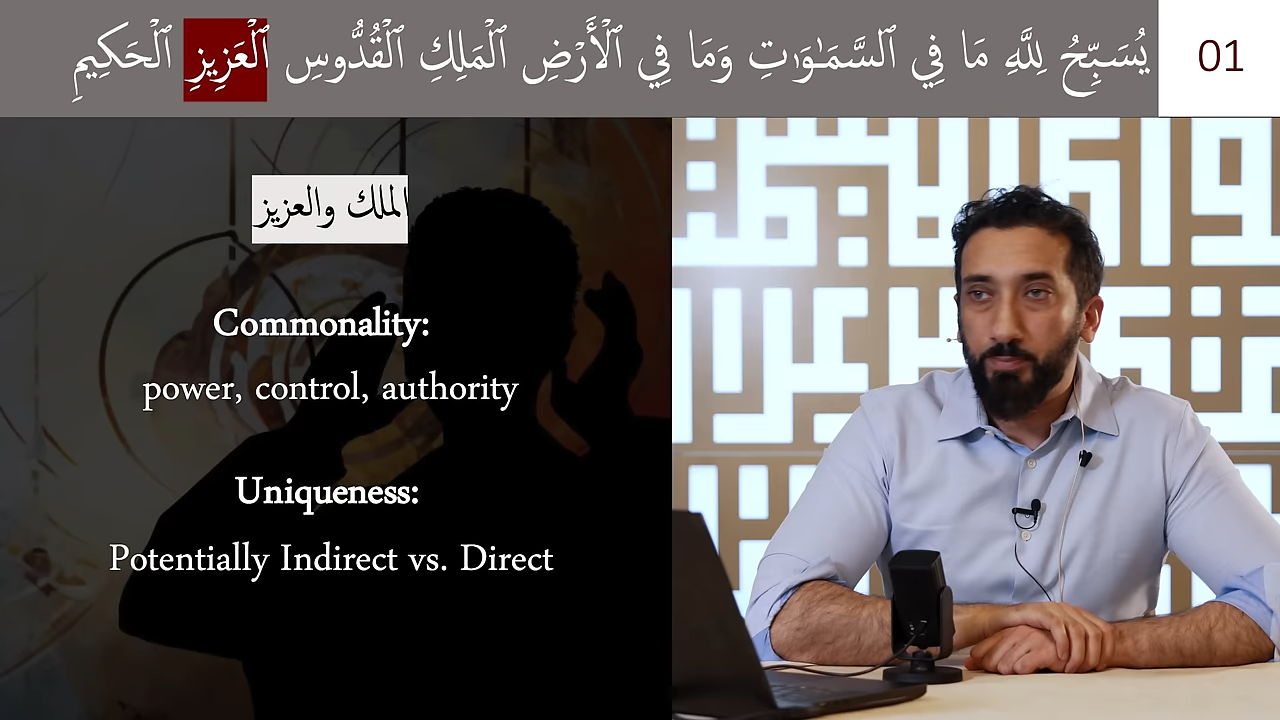 يُسَبِّحُ لِلَّهِ مَا فِي ٱلسَّمَـٰوَٰتِ وَمَا فِي ٱلْأَرْضِ ٱلْمَلِكِ ٱلْقُدُّوسِ ٱلْعَزِيزِ ٱلْحَكِيمِ
01
الملك والعزيز
Commonality:
power, control, authority
Uniqueness:
Potentially Indirect vs. Direct